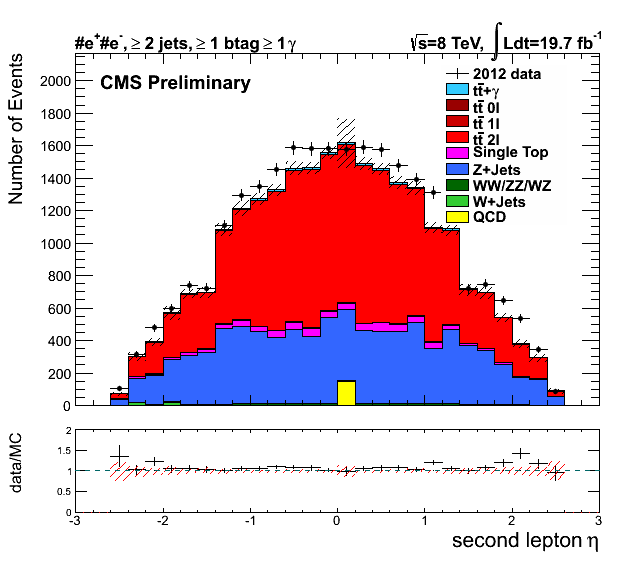 #e+#e-, ≥ 2 jets, ≥ 1 btag ≥ 1 γ
√s=8 TeV, ∫Ldt=19.7 fb-1
CMS Preliminary
2012 data
tt̄+γ
tt̄ 0l
tt̄ 1l
tt̄ 2l
Single Top
Z+Jets
WW/ZZ/WZ
W+Jets
QCD
Number of Events
2000
1800
1600
1400
1200
1000
800
600
400
200
0
data/MC
2
1.5
1
0.5
0
-3 -2 -1 0 1 2 3
second lepton η